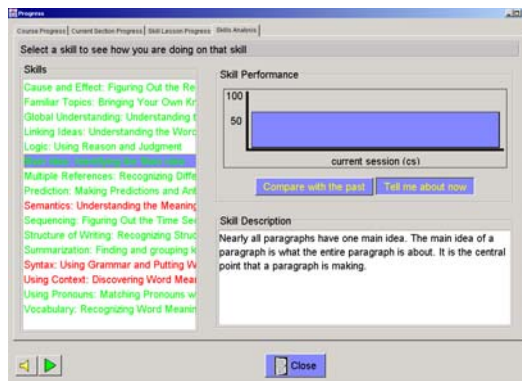 Progress
Course Progress Current Section Progress Skill Lesson Progress Skills Analysis
Select a skill to see how you are doing on that skill
Skills
Cause and Effect: Figuring Out the Re
Familiar Topics: Bringing Your Own Kr
Global Understanding: Understanding t
Linking Ideas: Understanding the Word
Logic: Using Reason and Judgment
Multiple References: Recognizing Diffe
Prediction: Making Predictions and Ant
Semantics: Understanding the Meaning
Sequencing: Figuring Out the Time Sec
Structure of Writing: Recognizing Struc
Summarization: Finding and grouping k
Syntax: Using Grammar and Putting W
Using Context: Discovering Word Mean
Using Pronouns: Matching Pronouns w
Vocabulary: Recognizing Word Meanin
Skill Performance
100
50
current session (cs)
Compare with the past Tell me about now
Skill Description
Nearly all paragraphs have one main idea. The main idea of a
paragraph is what the entire paragraph is about. It is the central
point that a paragraph is making.
Close